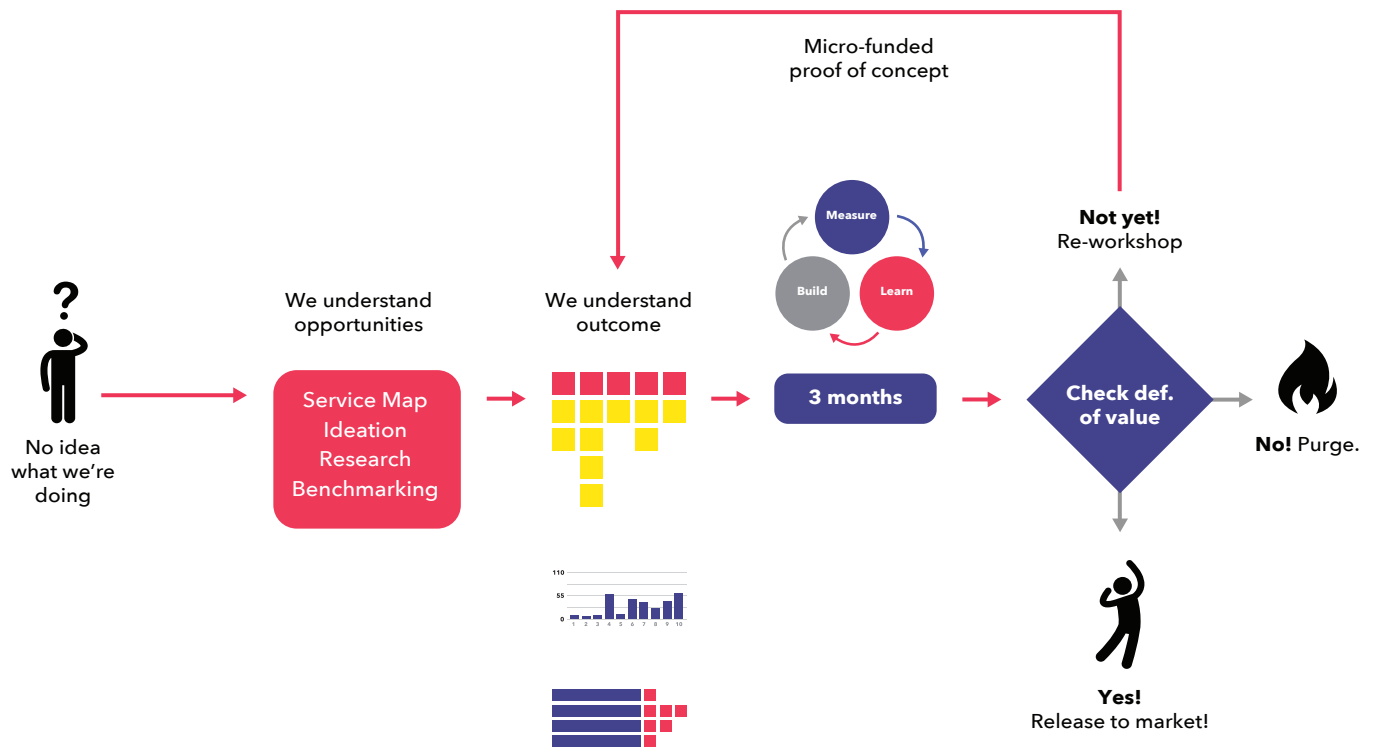 Micro-funded
proof of concept
?
No idea
what we're
doing
We understand
opportunities
Service Map
Ideation
Research
Benchmarking
We understand
outcome
110
55
0
1 2 3 4 5 6 7 8 9 10
Measure
Build
Learn
3 months
Not yet!
Re-workshop
Check def.
of value
No! Purge.
Yes!
Release to market!